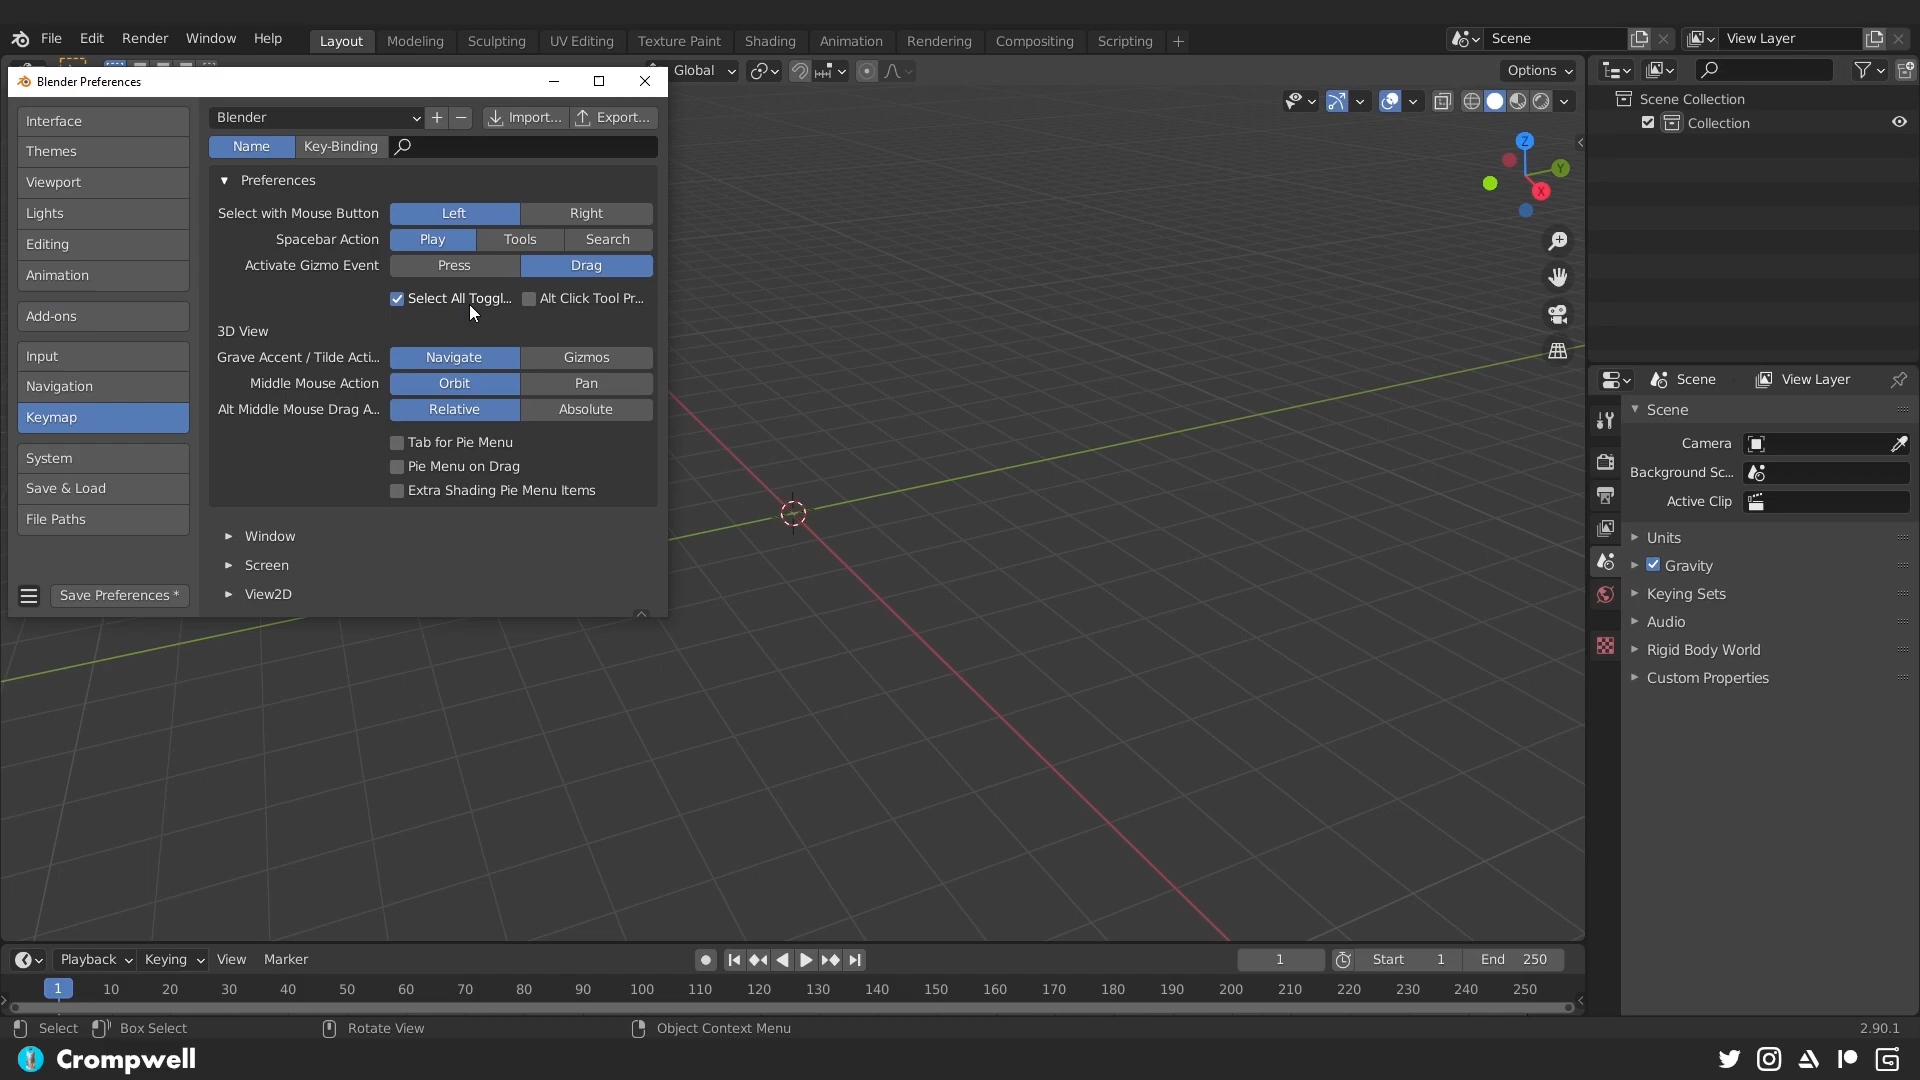 File Edit Render Window Help Layout Modeling Sculpting UV Editing Texture Paint Shading Animation Rendering Compositing Scripting + Scene View Layer
Global Options
Blender Preferences
Scene Collection
Collection
Interface
Themes
Viewport
Lights
Editing
Animation
Add-ons
Input
Navigation
Keymap
System
Save & Load
File Paths
Save Preferences *
Blender + − Import... Export...
Name Key-Binding
Preferences
Select with Mouse Button Left Right
Spacebar Action Play Tools Search
Activate Gizmo Event Press Drag
Select All Toggl... Alt Click Tool Pr...
3D View
Grave Accent / Tilde Acti... Navigate Gizmos
Middle Mouse Action Orbit Pan
Alt Middle Mouse Drag A... Relative Absolute
Tab for Pie Menu
Pie Menu on Drag
Extra Shading Pie Menu Items
Window
Screen
View2D
Z
Y
X
Scene View Layer
Scene
Camera
Background Sc...
Active Clip
Units
Gravity
Keying Sets
Audio
Rigid Body World
Custom Properties
Playback Keying View Marker 1 Start 1 End 250
1 10 20 30 40 50 60 70 80 90 100 110 120 130 140 150 160 170 180 190 200 210 220 230 240 250
Select Box Select Rotate View Object Context Menu 2.90.1
Crompwell